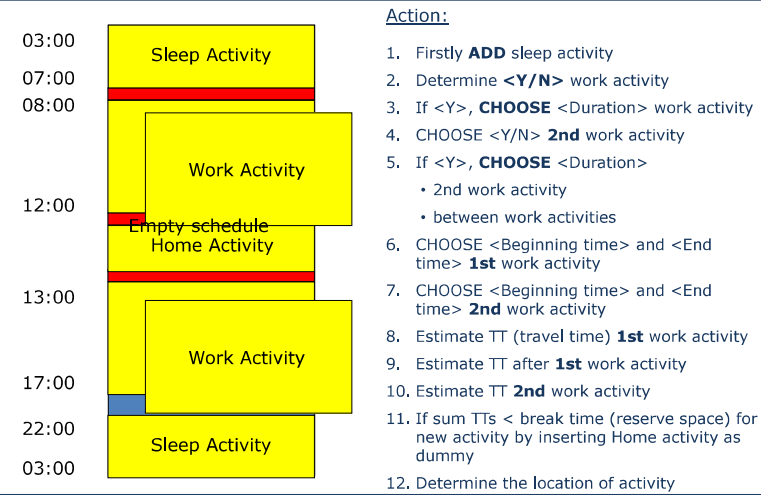 Action:
03:00
Sleep Activity
07:00
08:00
Work Activity
12:00
Empty schedule
Home Activity
13:00
Work Activity
17:00
22:00
Sleep Activity
03:00
1. Firstly ADD sleep activity
2. Determine <Y/N> work activity
3. If <Y>, CHOOSE <Duration> work activity
4. CHOOSE <Y/N> 2nd work activity
5. If <Y>, CHOOSE <Duration>
• 2nd work activity
• between work activities
6. CHOOSE <Beginning time> and <End
time> 1st work activity
7. CHOOSE <Beginning time> and <End
time> 2nd work activity
8. Estimate TT (travel time) 1st work activity
9. Estimate TT after 1st work activity
10. Estimate TT 2nd work activity
11. If sum TTs < break time (reserve space) for
new activity by inserting Home activity as
dummy
12. Determine the location of activity